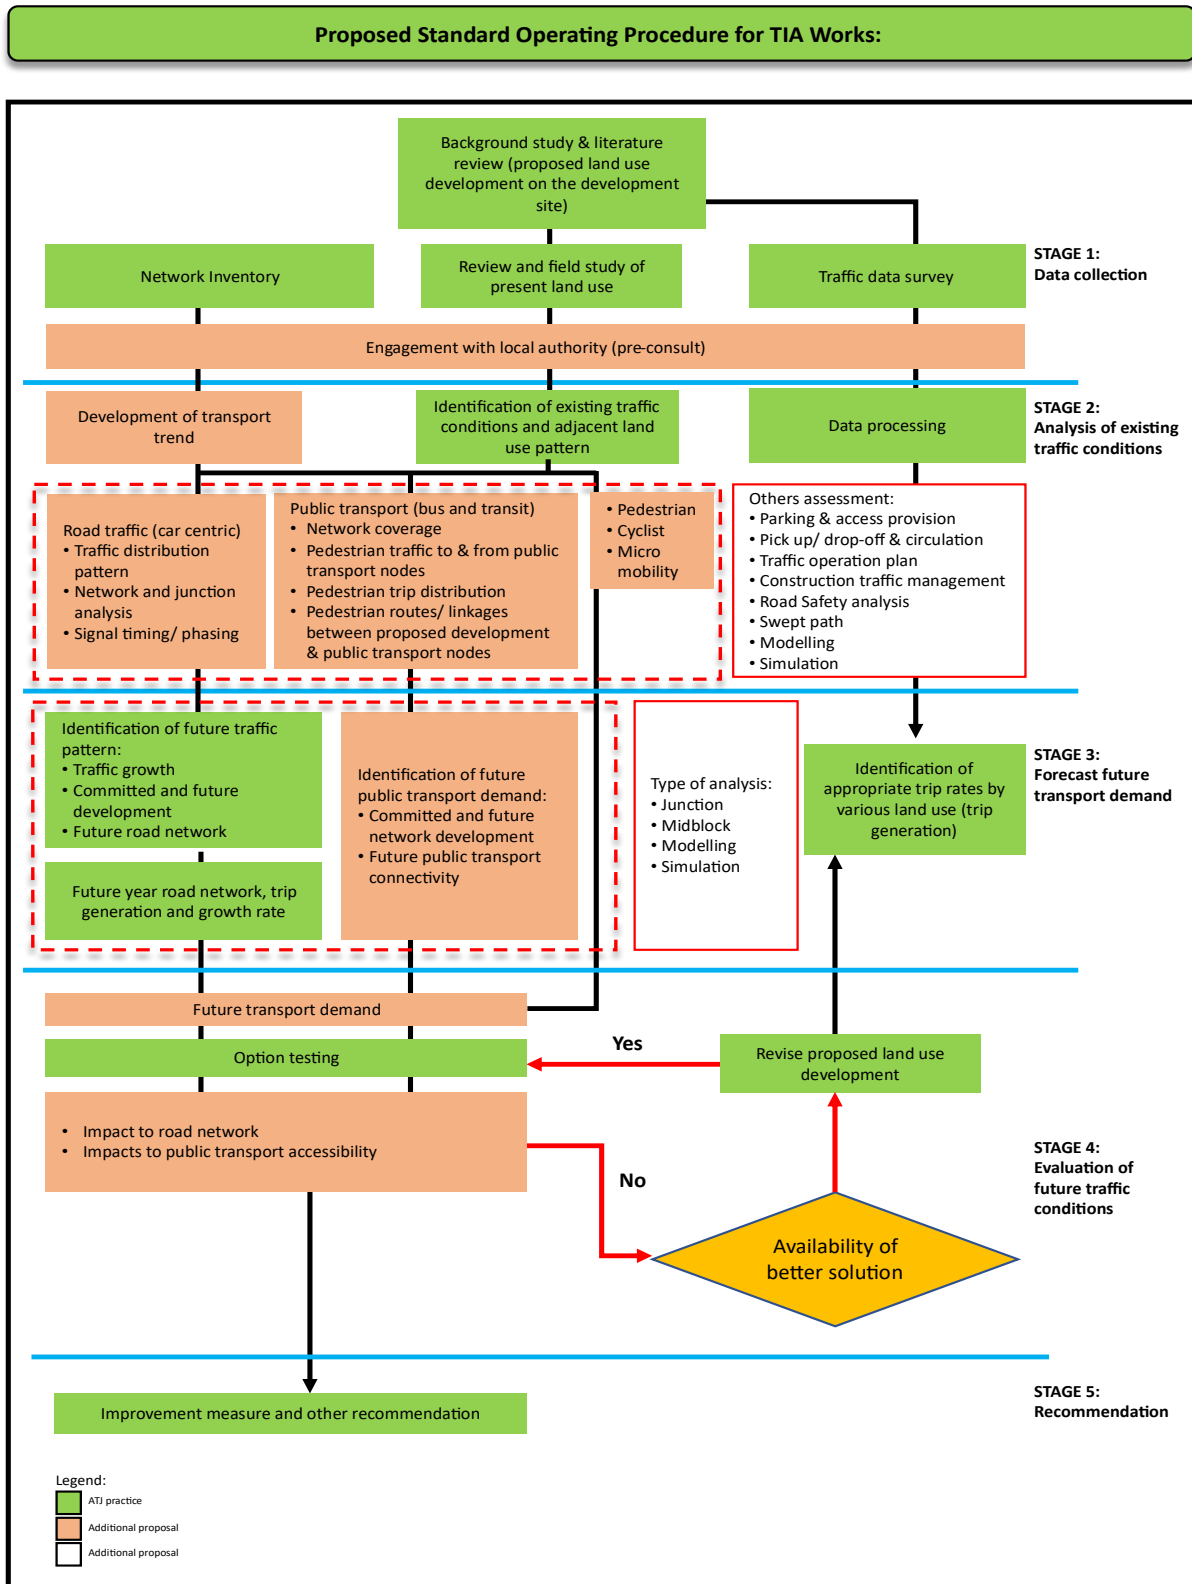 Proposed Standard Operating Procedure for TIA Works:
Background study & literature
review (proposed land use
development on the development
site)
Network Inventory
Review and field study of
present land use
Traffic data survey
STAGE 1:
Data collection
Engagement with local authority (pre-consult)
Development of transport
trend
Identification of existing traffic
conditions and adjacent land
use pattern
Data processing
STAGE 2:
Analysis of existing
traffic conditions
Road traffic (car centric)
• Traffic distribution
pattern
• Network and junction
analysis
• Signal timing/ phasing
Public transport (bus and transit)
• Network coverage
• Pedestrian traffic to & from public
transport nodes
• Pedestrian trip distribution
• Pedestrian routes/ linkages
between proposed development
& public transport nodes
• Pedestrian
• Cyclist
• Micro
mobility
Others assessment:
• Parking & access provision
• Pick up/ drop-off & circulation
• Traffic operation plan
• Construction traffic management
• Road Safety analysis
• Swept path
• Modelling
• Simulation
Identification of future traffic
pattern:
• Traffic growth
• Committed and future
development
• Future road network
Future year road network, trip
generation and growth rate
Identification of future
public transport demand:
• Committed and future
network development
• Future public transport
connectivity
Type of analysis:
• Junction
• Midblock
• Modelling
• Simulation
Identification of
appropriate trip rates by
various land use (trip
generation)
STAGE 3:
Forecast future
transport demand
Future transport demand
Option testing
Yes
Revise proposed land use
development
• Impact to road network
• Impacts to public transport accessibility
No
Availability of
better solution
STAGE 4:
Evaluation of
future traffic
conditions
Improvement measure and other recommendation
STAGE 5:
Recommendation
Legend:
ATJ practice
Additional proposal
Additional proposal